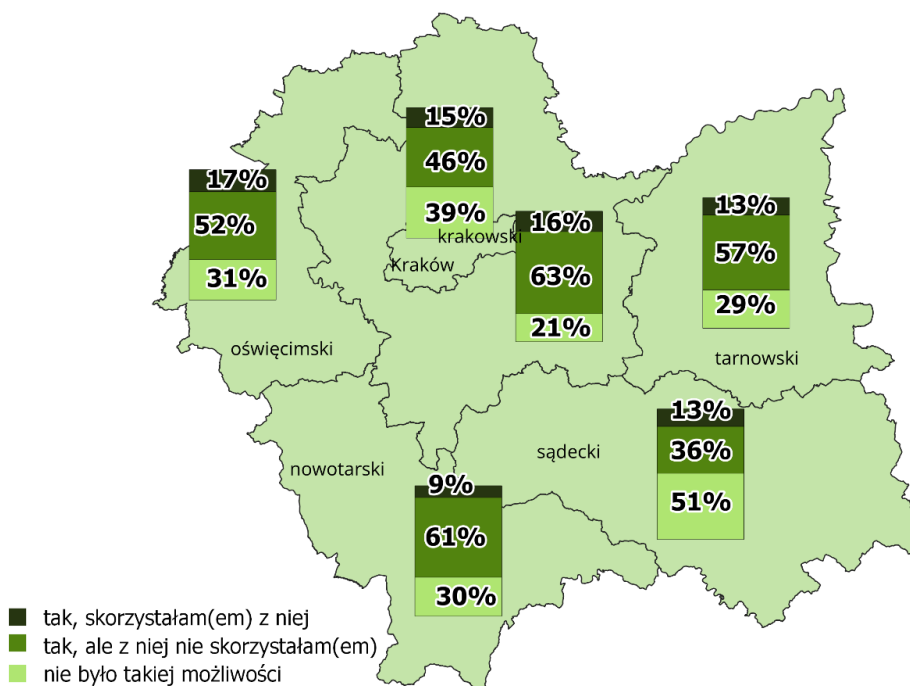 15%
46%
39%
17%
52%
31%
krakowski
Kraków
16%
63%
21%
13%
57%
29%
oświęcimski
tarnowski
13%
36%
51%
sądecki
nowotarski
9%
61%
30%
tak, skorzystałam(em) z niej
tak, ale z niej nie skorzystałam(em)
nie było takiej możliwości